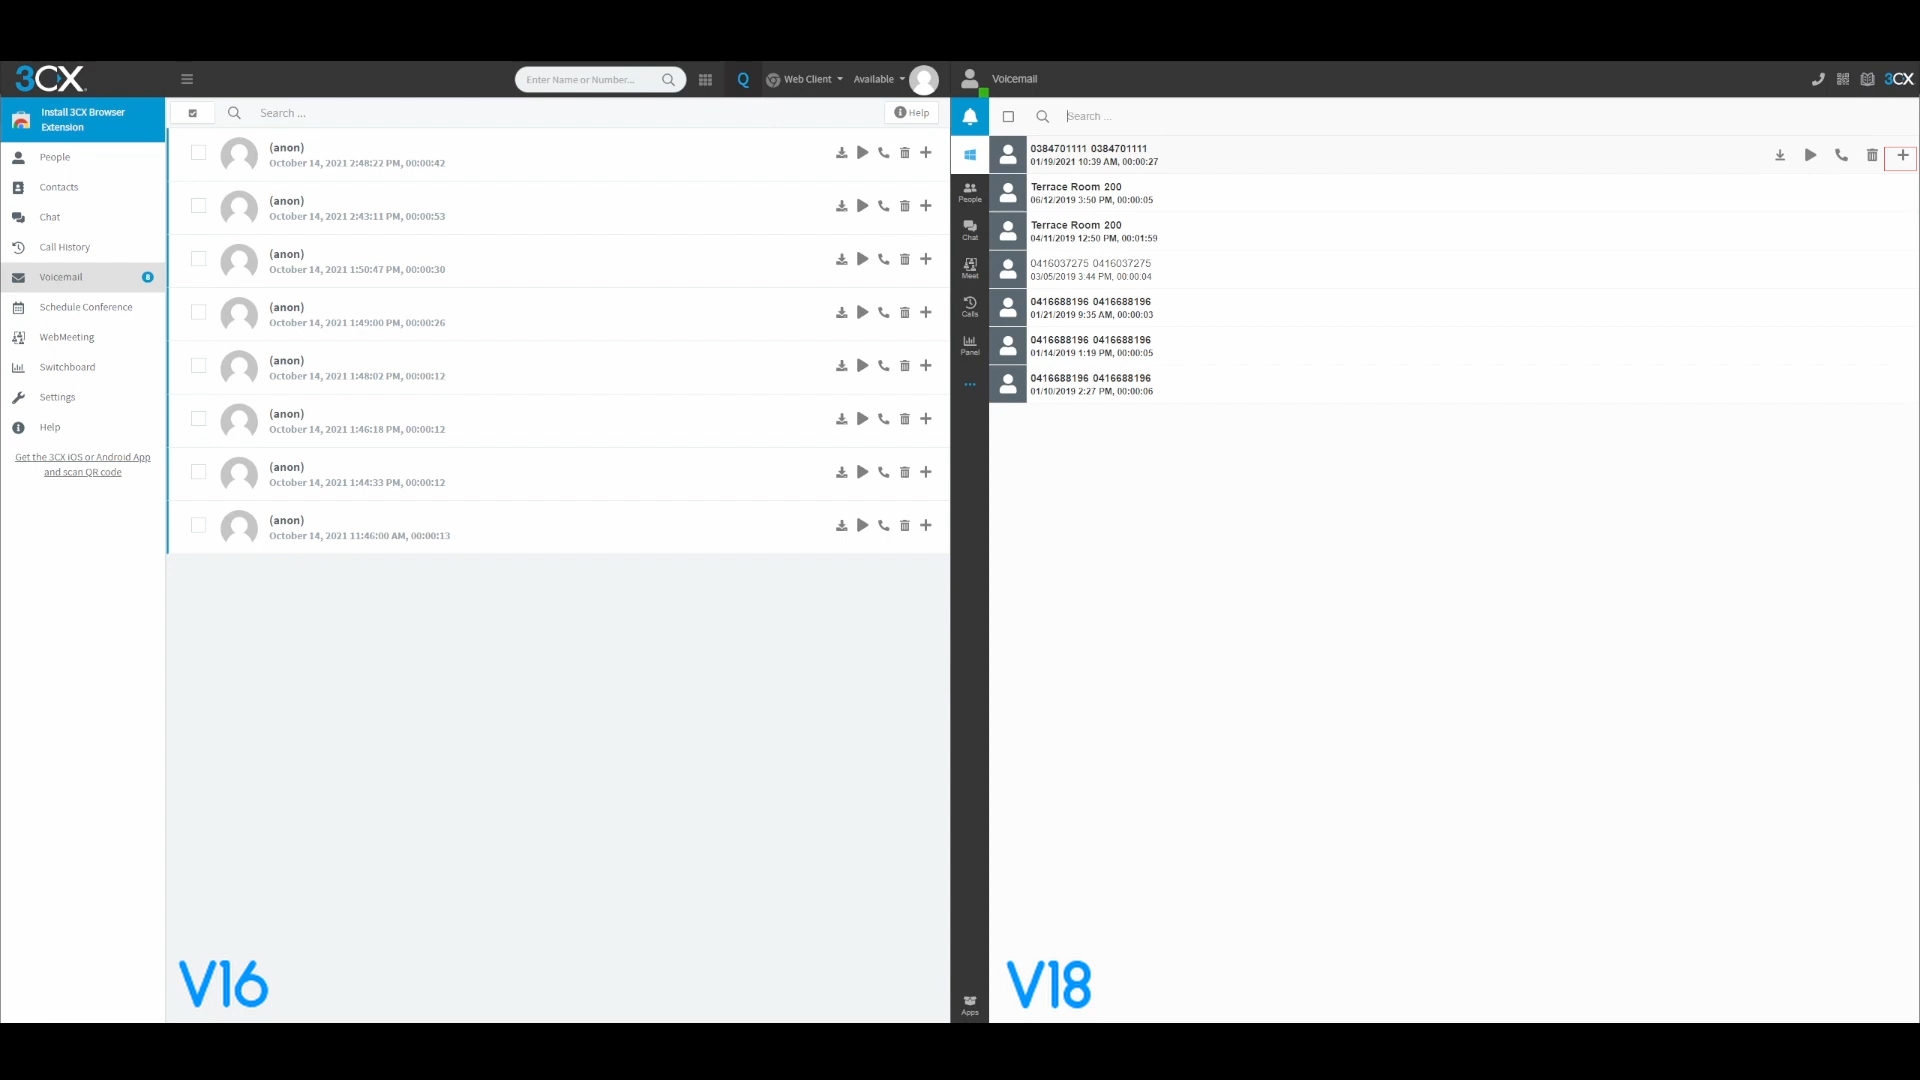 3CX
Enter Name or Number...
Q
Web Client
Available
Install 3CX Browser
Extension
People
Contacts
Chat
Call History
Voicemail
8
Schedule Conference
WebMeeting
Switchboard
Settings
Help
Get the 3CX iOS or Android App
and scan QR code
Search ...
Help
(anon)
October 14, 2021 2:48:22 PM, 00:00:42
(anon)
October 14, 2021 2:43:11 PM, 00:00:53
(anon)
October 14, 2021 1:50:47 PM, 00:00:30
(anon)
October 14, 2021 1:49:00 PM, 00:00:26
(anon)
October 14, 2021 1:48:02 PM, 00:00:12
(anon)
October 14, 2021 1:46:18 PM, 00:00:12
(anon)
October 14, 2021 1:44:33 PM, 00:00:12
(anon)
October 14, 2021 11:46:00 AM, 00:00:13
V16
Voicemail
3CX
People
Chat
Meet
Calls
Panel
Apps
Search ...
0384701111 0384701111
01/19/2021 10:39 AM, 00:00:27
Terrace Room 200
06/12/2019 3:50 PM, 00:00:05
Terrace Room 200
04/11/2019 12:50 PM, 00:01:59
0416037275 0416037275
03/05/2019 3:44 PM, 00:00:04
0416688196 0416688196
01/21/2019 9:35 AM, 00:00:03
0416688196 0416688196
01/14/2019 1:19 PM, 00:00:05
0416688196 0416688196
01/10/2019 2:27 PM, 00:00:06
V18